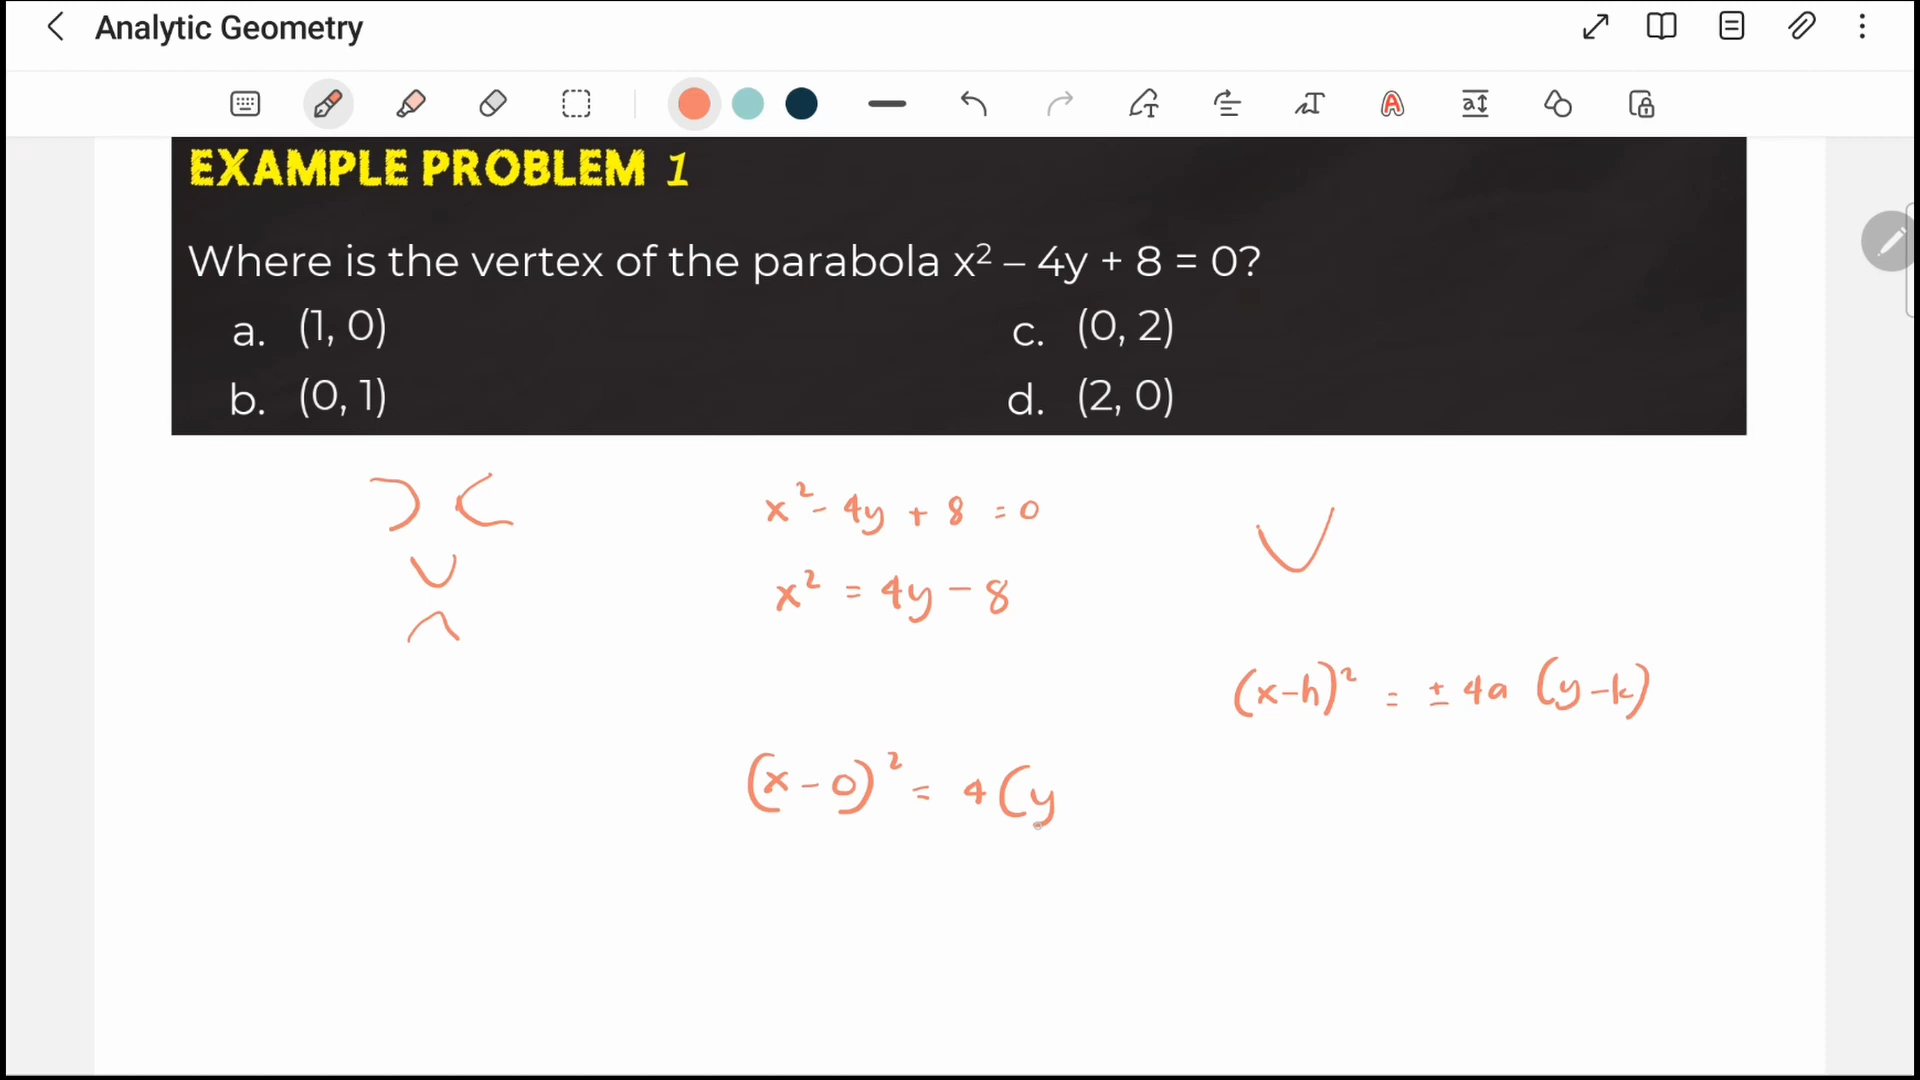 Analytic Geometry
EXAMPLE PROBLEM 1
Where is the vertex of the parabola x² – 4y + 8 = 0?
a. (1, 0)
c. (0, 2)
b. (0, 1)
d. (2, 0)
x² - 4y + 8 = 0
x² = 4y - 8
(x-h)² = ± 4a (y-k)
(x-0)² = 4(y